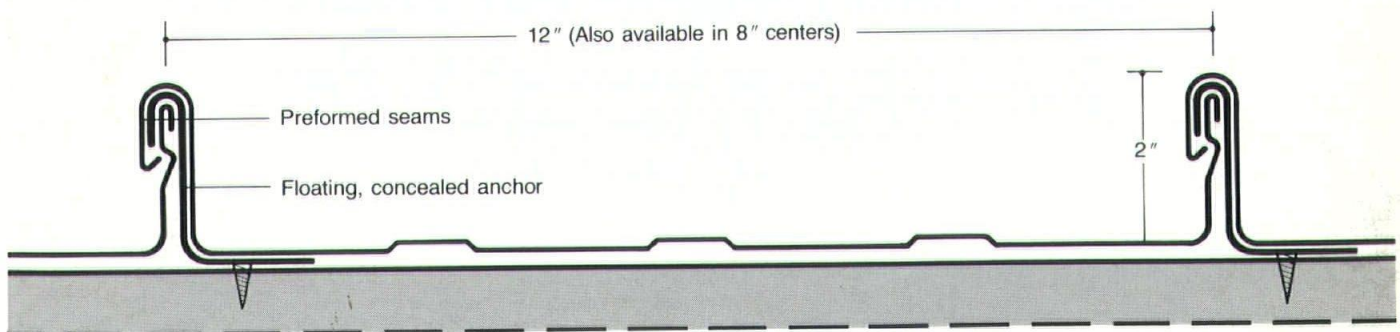 12″ (Also available in 8″ centers)
Preformed seams
2″
Floating, concealed anchor